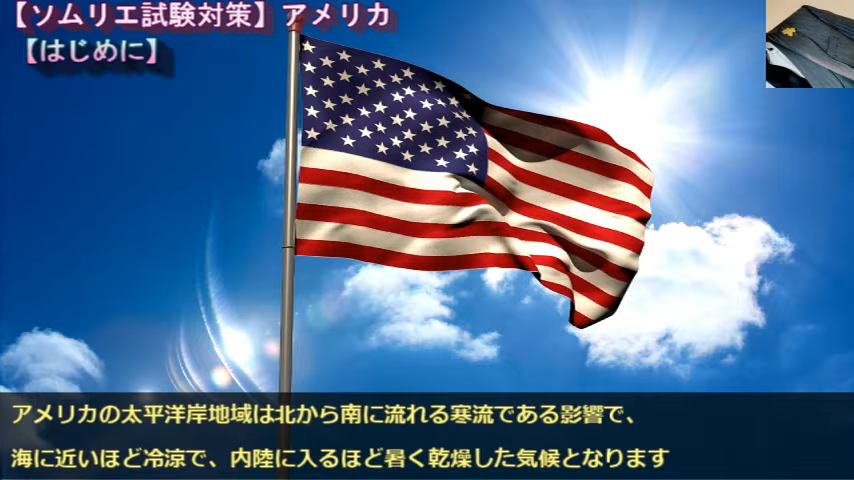 【ソムリエ試験対策】アメリカ
【はじめに】
アメリカの太平洋岸地域は北から南に流れる寒流である影響で、
海に近いほど冷涼で、内陸に入るほど暑く乾燥した気候となります